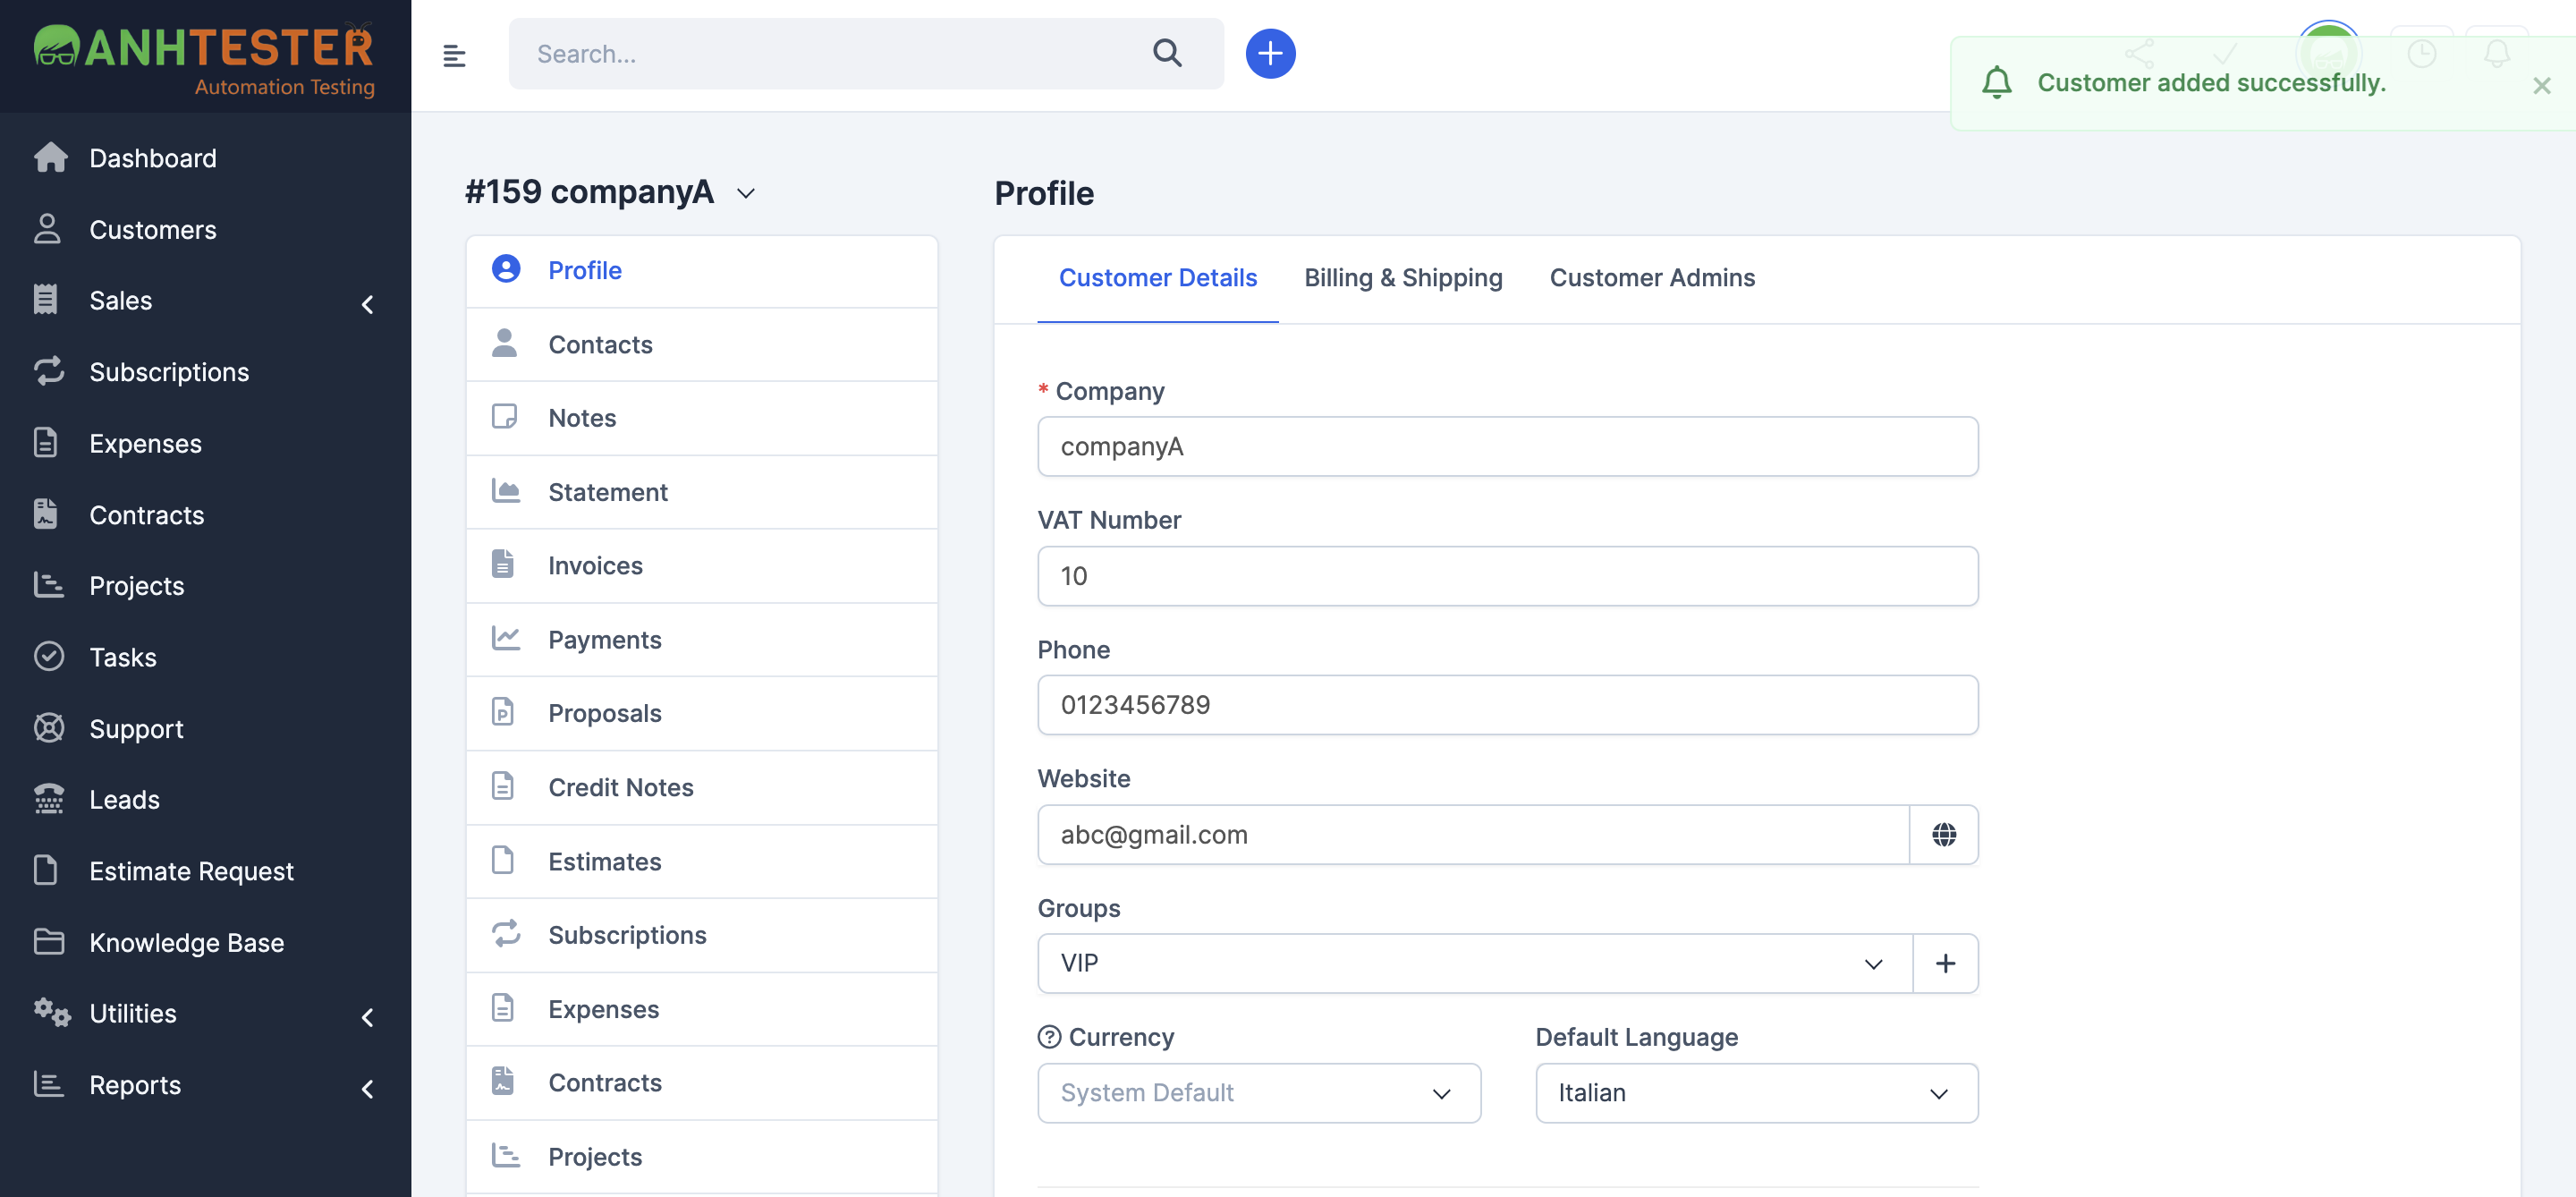 ANHTESTER
Automation Testing
Search...
Customer added successfully.
Dashboard
Customers
Sales
Subscriptions
Expenses
Contracts
Projects
Tasks
Support
Leads
Estimate Request
Knowledge Base
Utilities
Reports
#159 companyA
Profile
Contacts
Notes
Statement
Invoices
Payments
Proposals
Credit Notes
Estimates
Subscriptions
Expenses
Contracts
Projects
Profile
Customer Details Billing & Shipping Customer Admins
* Company
companyA
VAT Number
10
Phone
0123456789
Website
abc@gmail.com
Groups
VIP
Currency Default Language
System Default Italian